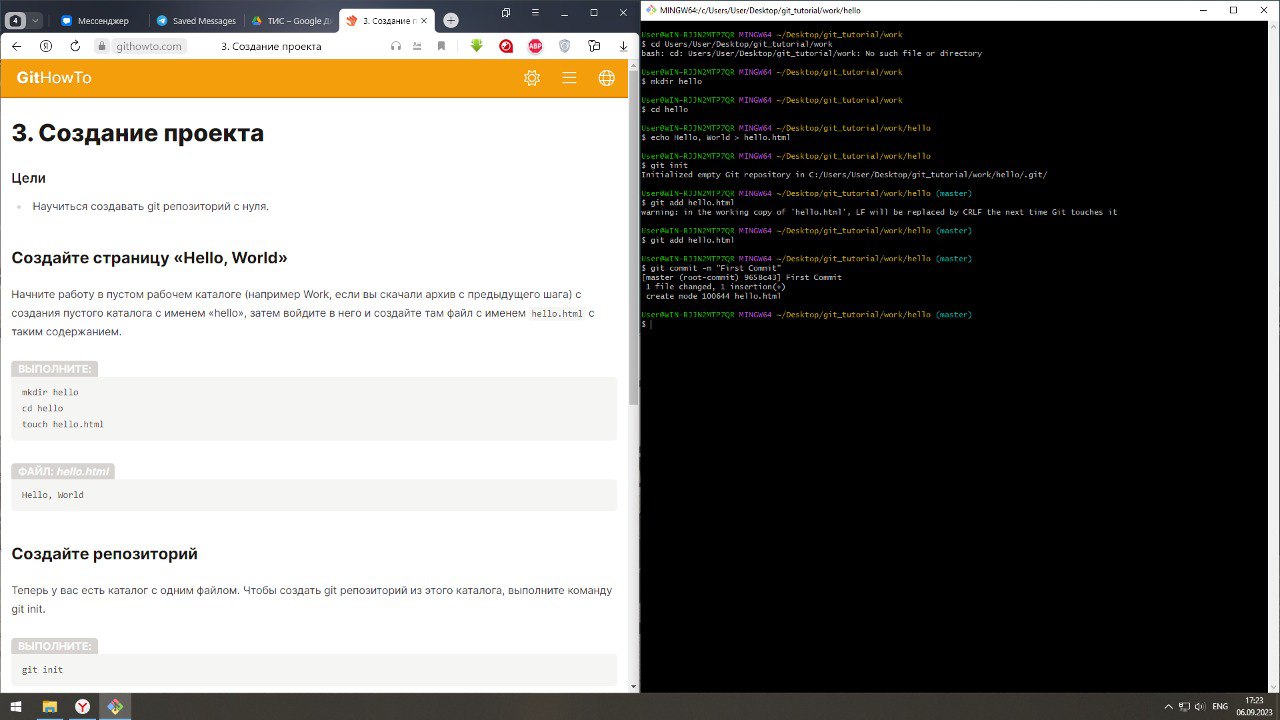 4
Мессенджер
Saved Messages
ТИС – Google Д
3. Создание п
githowto.com
3. Создание проекта
ABP
GitHowTo
3. Создание проекта
Цели
Научиться создавать git репозиторий с нуля.
Создайте страницу «Hello, World»
Начните работу в пустом рабочем каталоге (например Work, если вы скачали архив с предыдущего шага) с
создания пустого каталога с именем «hello», затем войдите в него и создайте там файл с именем hello.html с
таким содержанием.
ВЫПОЛНИТЕ:
mkdir hello
cd hello
touch hello.html
ФАЙЛ: hello.html
Hello, World
Создайте репозиторий
Теперь у вас есть каталог с одним файлом. Чтобы создать git репозиторий из этого каталога, выполните команду
git init.
ВЫПОЛНИТЕ:
git init
MINGW64:/c/Users/User/Desktop/git_tutorial/work/hello
User@WIN-RJJN2MTP7QR MINGW64 ~/Desktop/git_tutorial/work
$ cd Users/User/Desktop/git_tutorial/work
bash: cd: Users/User/Desktop/git_tutorial/work: No such file or directory
User@WIN-RJJN2MTP7QR MINGW64 ~/Desktop/git_tutorial/work
$ mkdir hello
User@WIN-RJJN2MTP7QR MINGW64 ~/Desktop/git_tutorial/work
$ cd hello
User@WIN-RJJN2MTP7QR MINGW64 ~/Desktop/git_tutorial/work/hello
$ echo Hello, World > hello.html
User@WIN-RJJN2MTP7QR MINGW64 ~/Desktop/git_tutorial/work/hello
$ git init
Initialized empty Git repository in C:/Users/User/Desktop/git_tutorial/work/hello/.git/
User@WIN-RJJN2MTP7QR MINGW64 ~/Desktop/git_tutorial/work/hello (master)
$ git add hello.html
warning: in the working copy of 'hello.html', LF will be replaced by CRLF the next time Git touches it
User@WIN-RJJN2MTP7QR MINGW64 ~/Desktop/git_tutorial/work/hello (master)
$ git add hello.html
User@WIN-RJJN2MTP7QR MINGW64 ~/Desktop/git_tutorial/work/hello (master)
$ git commit -m "First Commit"
[master (root-commit) 9658c43] First Commit
1 file changed, 1 insertion(+)
create mode 100644 hello.html
User@WIN-RJJN2MTP7QR MINGW64 ~/Desktop/git_tutorial/work/hello (master)
$
ENG
17:23
06.09.2023